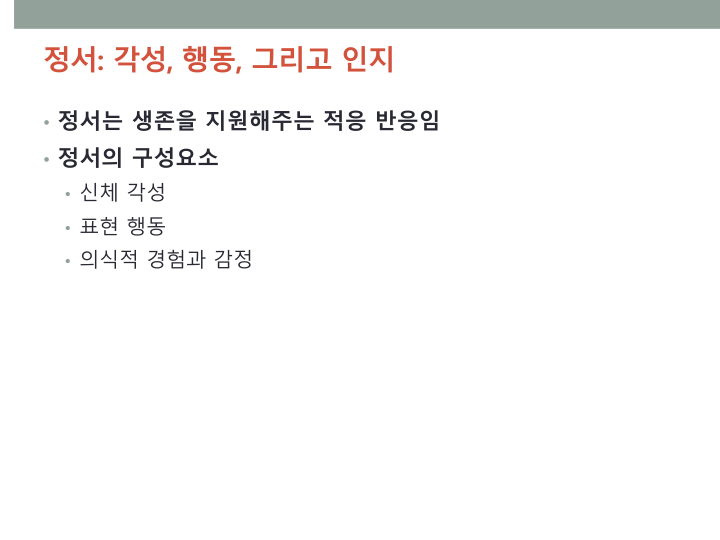 정서: 각성, 행동, 그리고 인지
• 정서는 생존을 지원해주는 적응 반응임
• 정서의 구성요소
• 신체 각성
• 표현 행동
• 의식적 경험과 감정